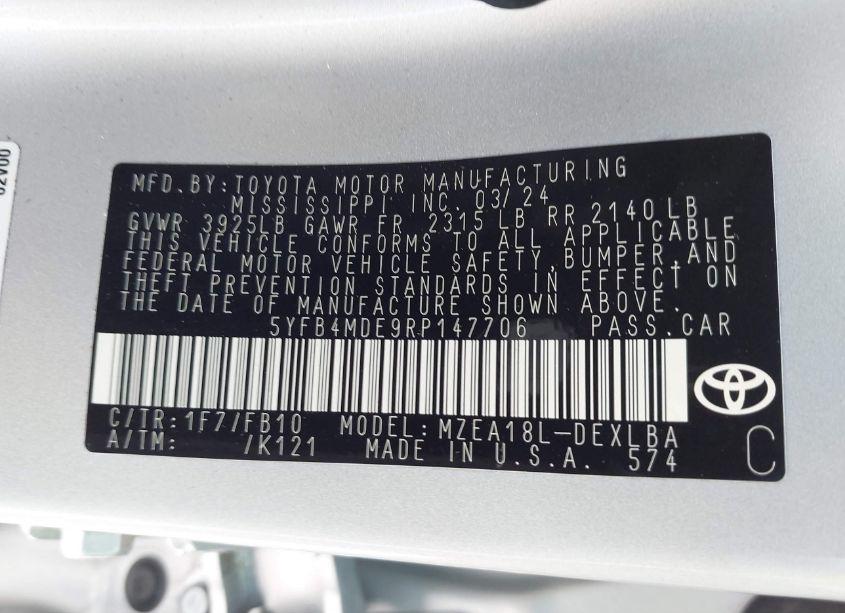 MFD. BY: TOYOTA MOTOR MANUFACTURING
MISSISSIPPI INC. 03/24
GVWR 3925LB GAWR FR 2315 LB RR 2140 LB
THIS VEHICLE CONFORMS TO ALL APPLICABLE
FEDERAL MOTOR VEHICLE SAFETY, BUMPER, AND
THEFT PREVENTION STANDARDS IN EFFECT ON
THE DATE OF MANUFACTURE SHOWN ABOVE.
5YFB4MDE9RP147706 PASS. CAR
C/TR: 1F7/FB10 MODEL: MZEA18L-DEXLBA
A/TM: /K121 MADE IN U.S.A. 574
C